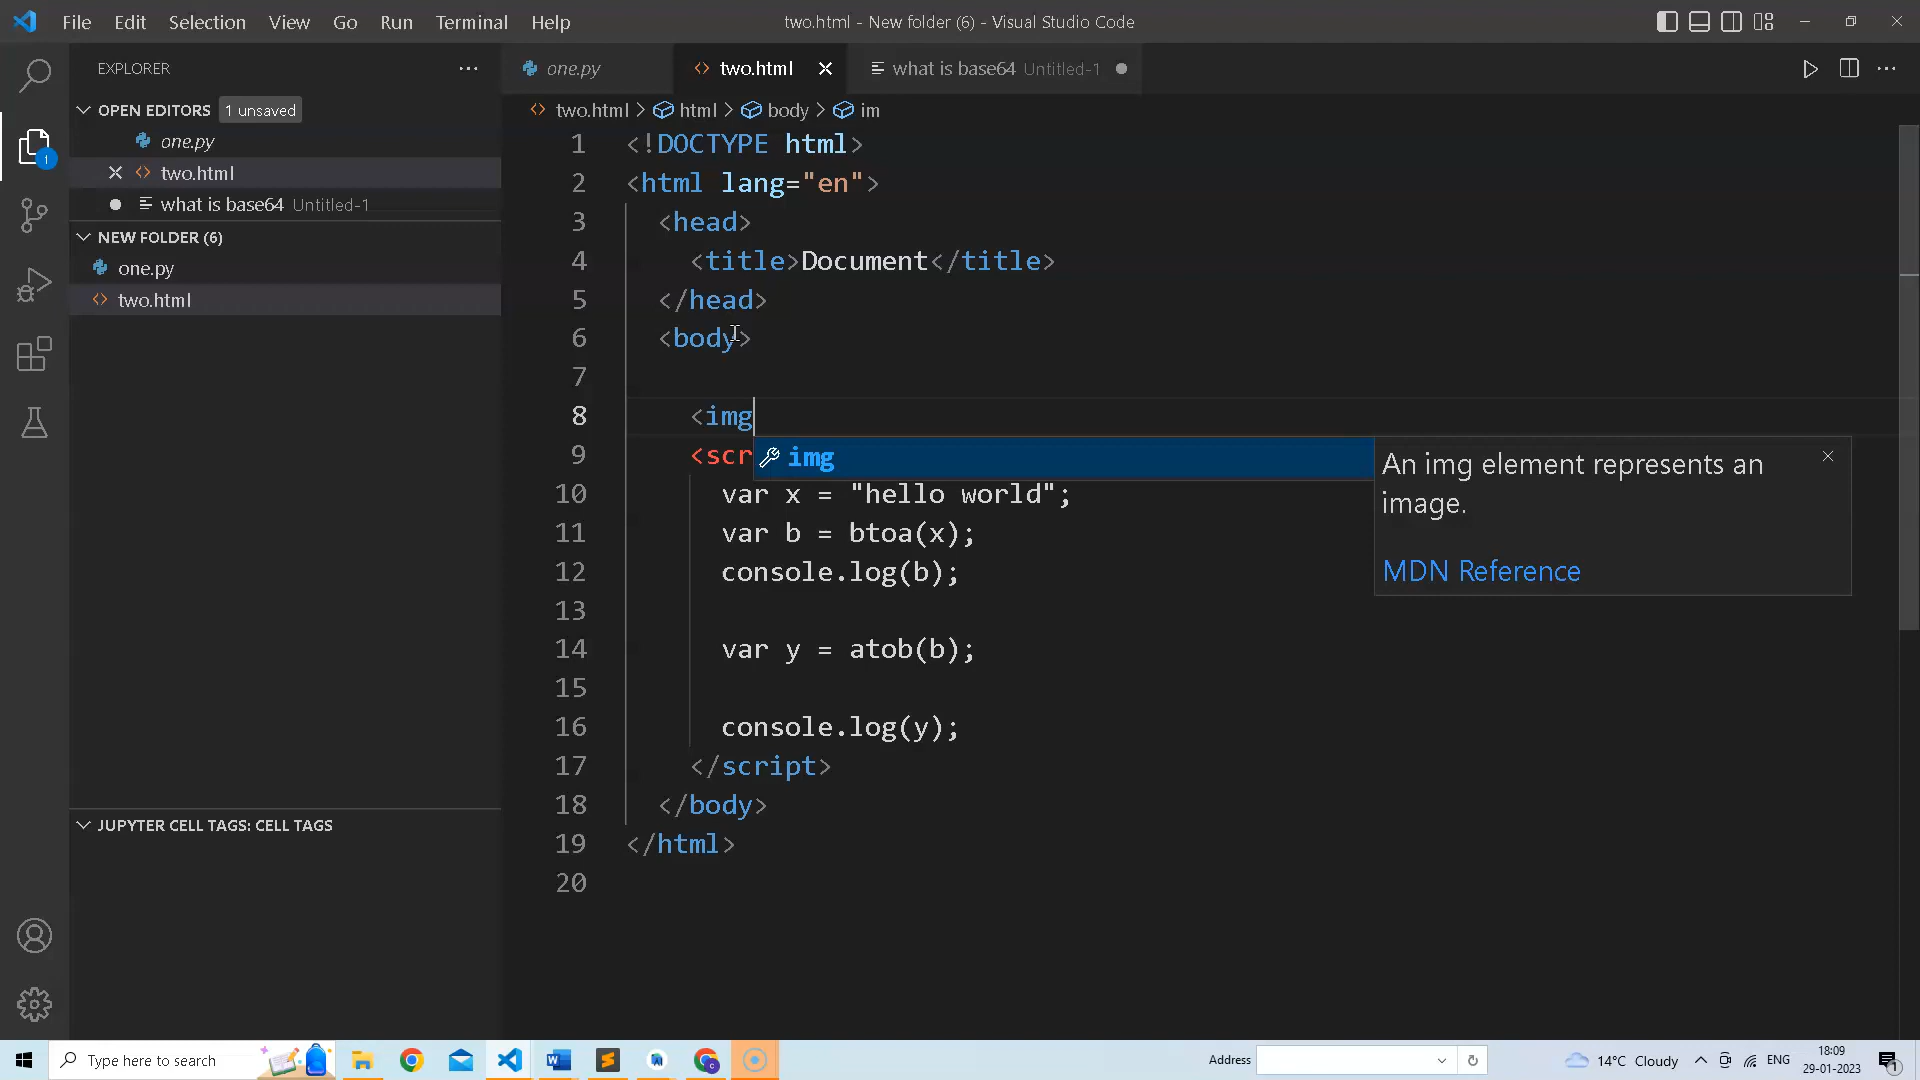 File Edit Selection View Go Run Terminal Help
two.html - New folder (6) - Visual Studio Code
EXPLORER
OPEN EDITORS 1 unsaved
one.py
two.html
what is base64 Untitled-1
NEW FOLDER (6)
one.py
two.html
JUPYTER CELL TAGS: CELL TAGS
1
one.py
two.html
what is base64 Untitled-1
two.html > html > body > im
1 <!DOCTYPE html>
2 <html lang="en">
3 <head>
4 <title>Document</title>
5 </head>
6 <body>
7
8 <img
9 <scr
img
An img element represents an
image.
MDN Reference
10 var x = "hello world";
11 var b = btoa(x);
12 console.log(b);
13
14 var y = atob(b);
15
16 console.log(y);
17 </script>
18 </body>
19 </html>
20
Type here to search
Address
14°C Cloudy
ENG
18:09
29-01-2023
1